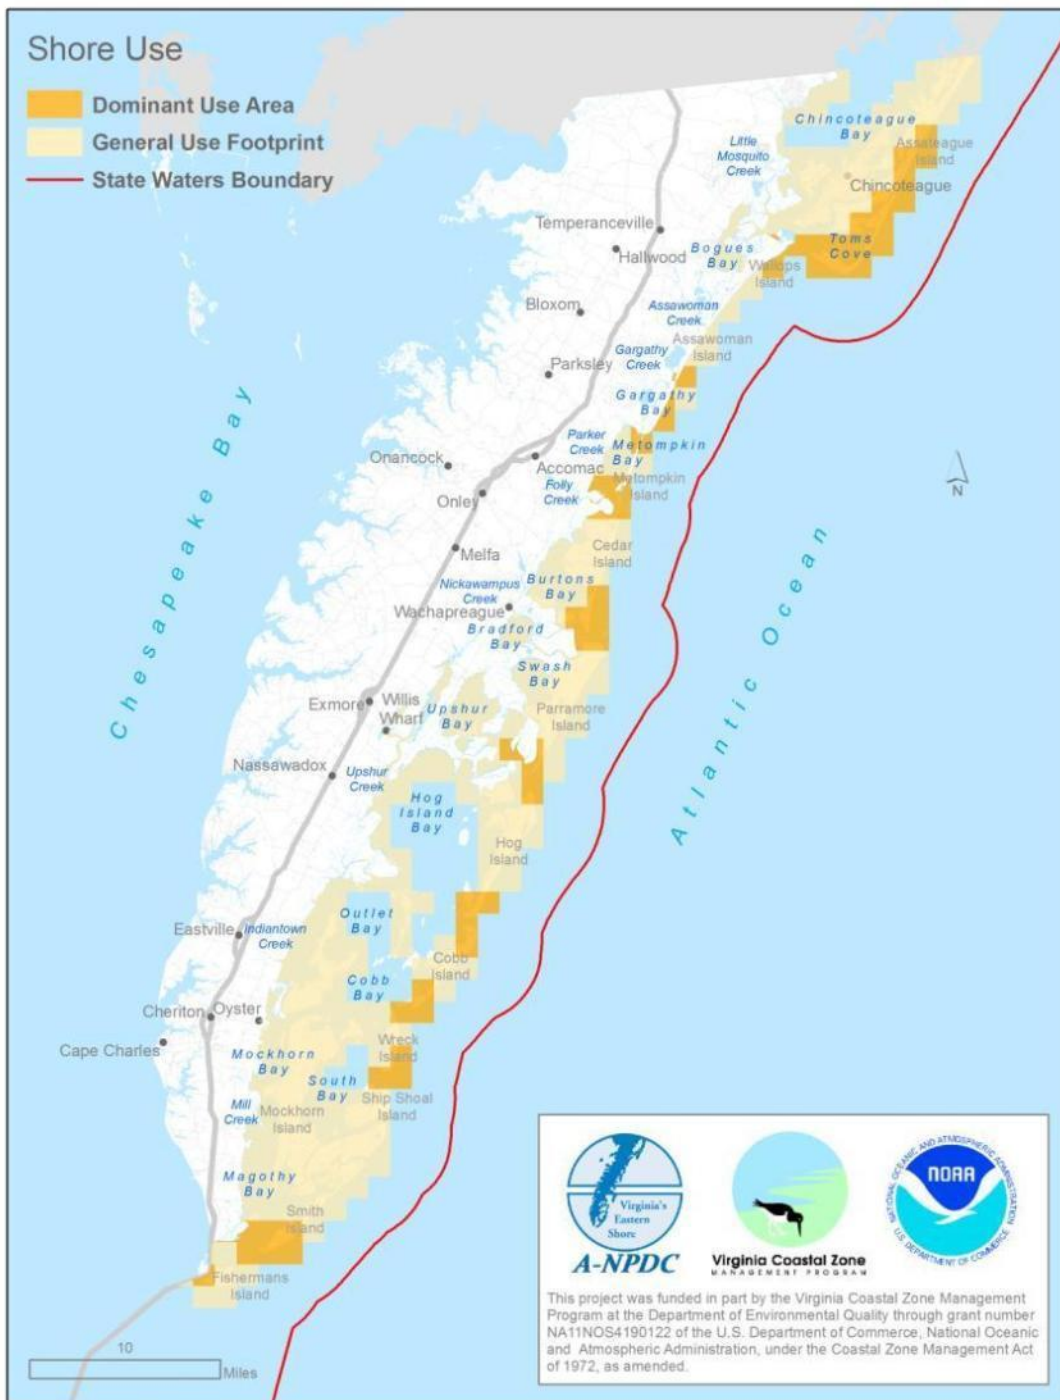 Shore Use
Dominant Use Area
General Use Footprint
State Waters Boundary
Chincoteague
Bay
Little
Mosquito
Creek
Assateague
Island
Chincoteague
Temperanceville
Hallwood
Bogues
Bay
Toms
Cove
Wallops
Island
Bloxom
Assawoman
Creek
Assawoman
Island
Gargathy
Creek
Parksley
Gargathy
Bay
Parker
Creek
Metompkin
Bay
Onancock
Accomac
Folly
Creek
Metompkin
Island
Onley
N
Chesapeake Bay
Atlantic Ocean
Melfa
Cedar
Island
Nickawampus
Creek
Burtons
Bay
Wachapreague
Bradford
Bay
Swash
Bay
Exmore
Willis
Wharf
Upshur
Bay
Parramore
Island
Nassawadox
Upshur
Creek
Hog
Island
Bay
Hog
Island
Outlet
Bay
Eastville
Indiantown
Creek
Cobb
Island
Cobb
Bay
Cheriton
Oyster
Cape Charles
Wreck
Island
Mockhorn
Bay
South
Bay
Ship Shoal
Island
Mill
Creek
Mockhorn
Island
Magothy
Bay
Smith
Island
Fishermans
Island
10
Miles
Virginia's
Eastern
Shore
A-NPDC
Virginia Coastal Zone
MANAGEMENT PROGRAM
NATIONAL OCEANIC AND ATMOSPHERIC ADMINISTRATION
NOAA
U.S. DEPARTMENT OF COMMERCE
This project was funded in part by the Virginia Coastal Zone Management
Program at the Department of Environmental Quality through grant number
NA11NOS4190122 of the U.S. Department of Commerce, National Oceanic
and Atmospheric Administration, under the Coastal Zone Management Act
of 1972, as amended.